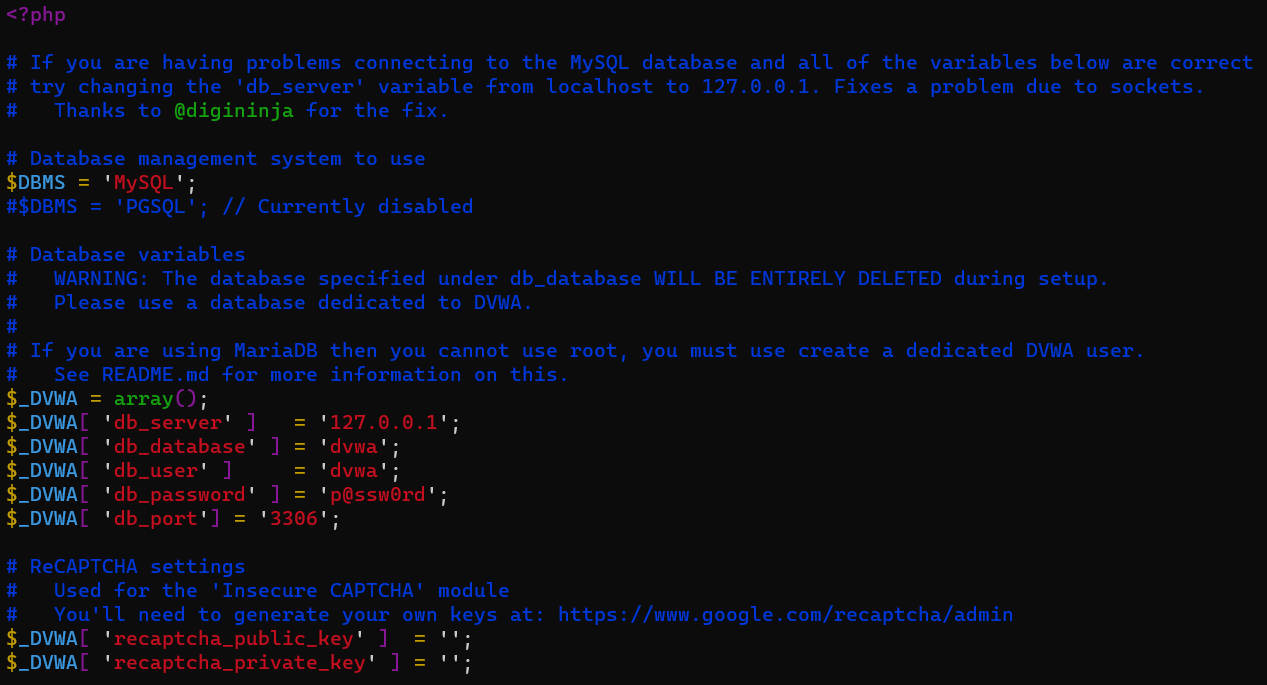 <?php
# If you are having problems connecting to the MySQL database and all of the variables below are correct
# try changing the 'db_server' variable from localhost to 127.0.0.1. Fixes a problem due to sockets.
#   Thanks to @digininja for the fix.
# Database management system to use
$DBMS = 'MySQL';
#$DBMS = 'PGSQL'; // Currently disabled
# Database variables
#   WARNING: The database specified under db_database WILL BE ENTIRELY DELETED during setup.
#   Please use a database dedicated to DVWA.
#
# If you are using MariaDB then you cannot use root, you must use create a dedicated DVWA user.
#   See README.md for more information on this.
$_DVWA = array();
$_DVWA[ 'db_server' ]   = '127.0.0.1';
$_DVWA[ 'db_database' ] = 'dvwa';
$_DVWA[ 'db_user' ]     = 'dvwa';
$_DVWA[ 'db_password' ] = 'p@ssw0rd';
$_DVWA[ 'db_port'] = '3306';
# ReCAPTCHA settings
#   Used for the 'Insecure CAPTCHA' module
#   You'll need to generate your own keys at: https://www.google.com/recaptcha/admin
$_DVWA[ 'recaptcha_public_key' ]  = '';
$_DVWA[ 'recaptcha_private_key' ] = '';